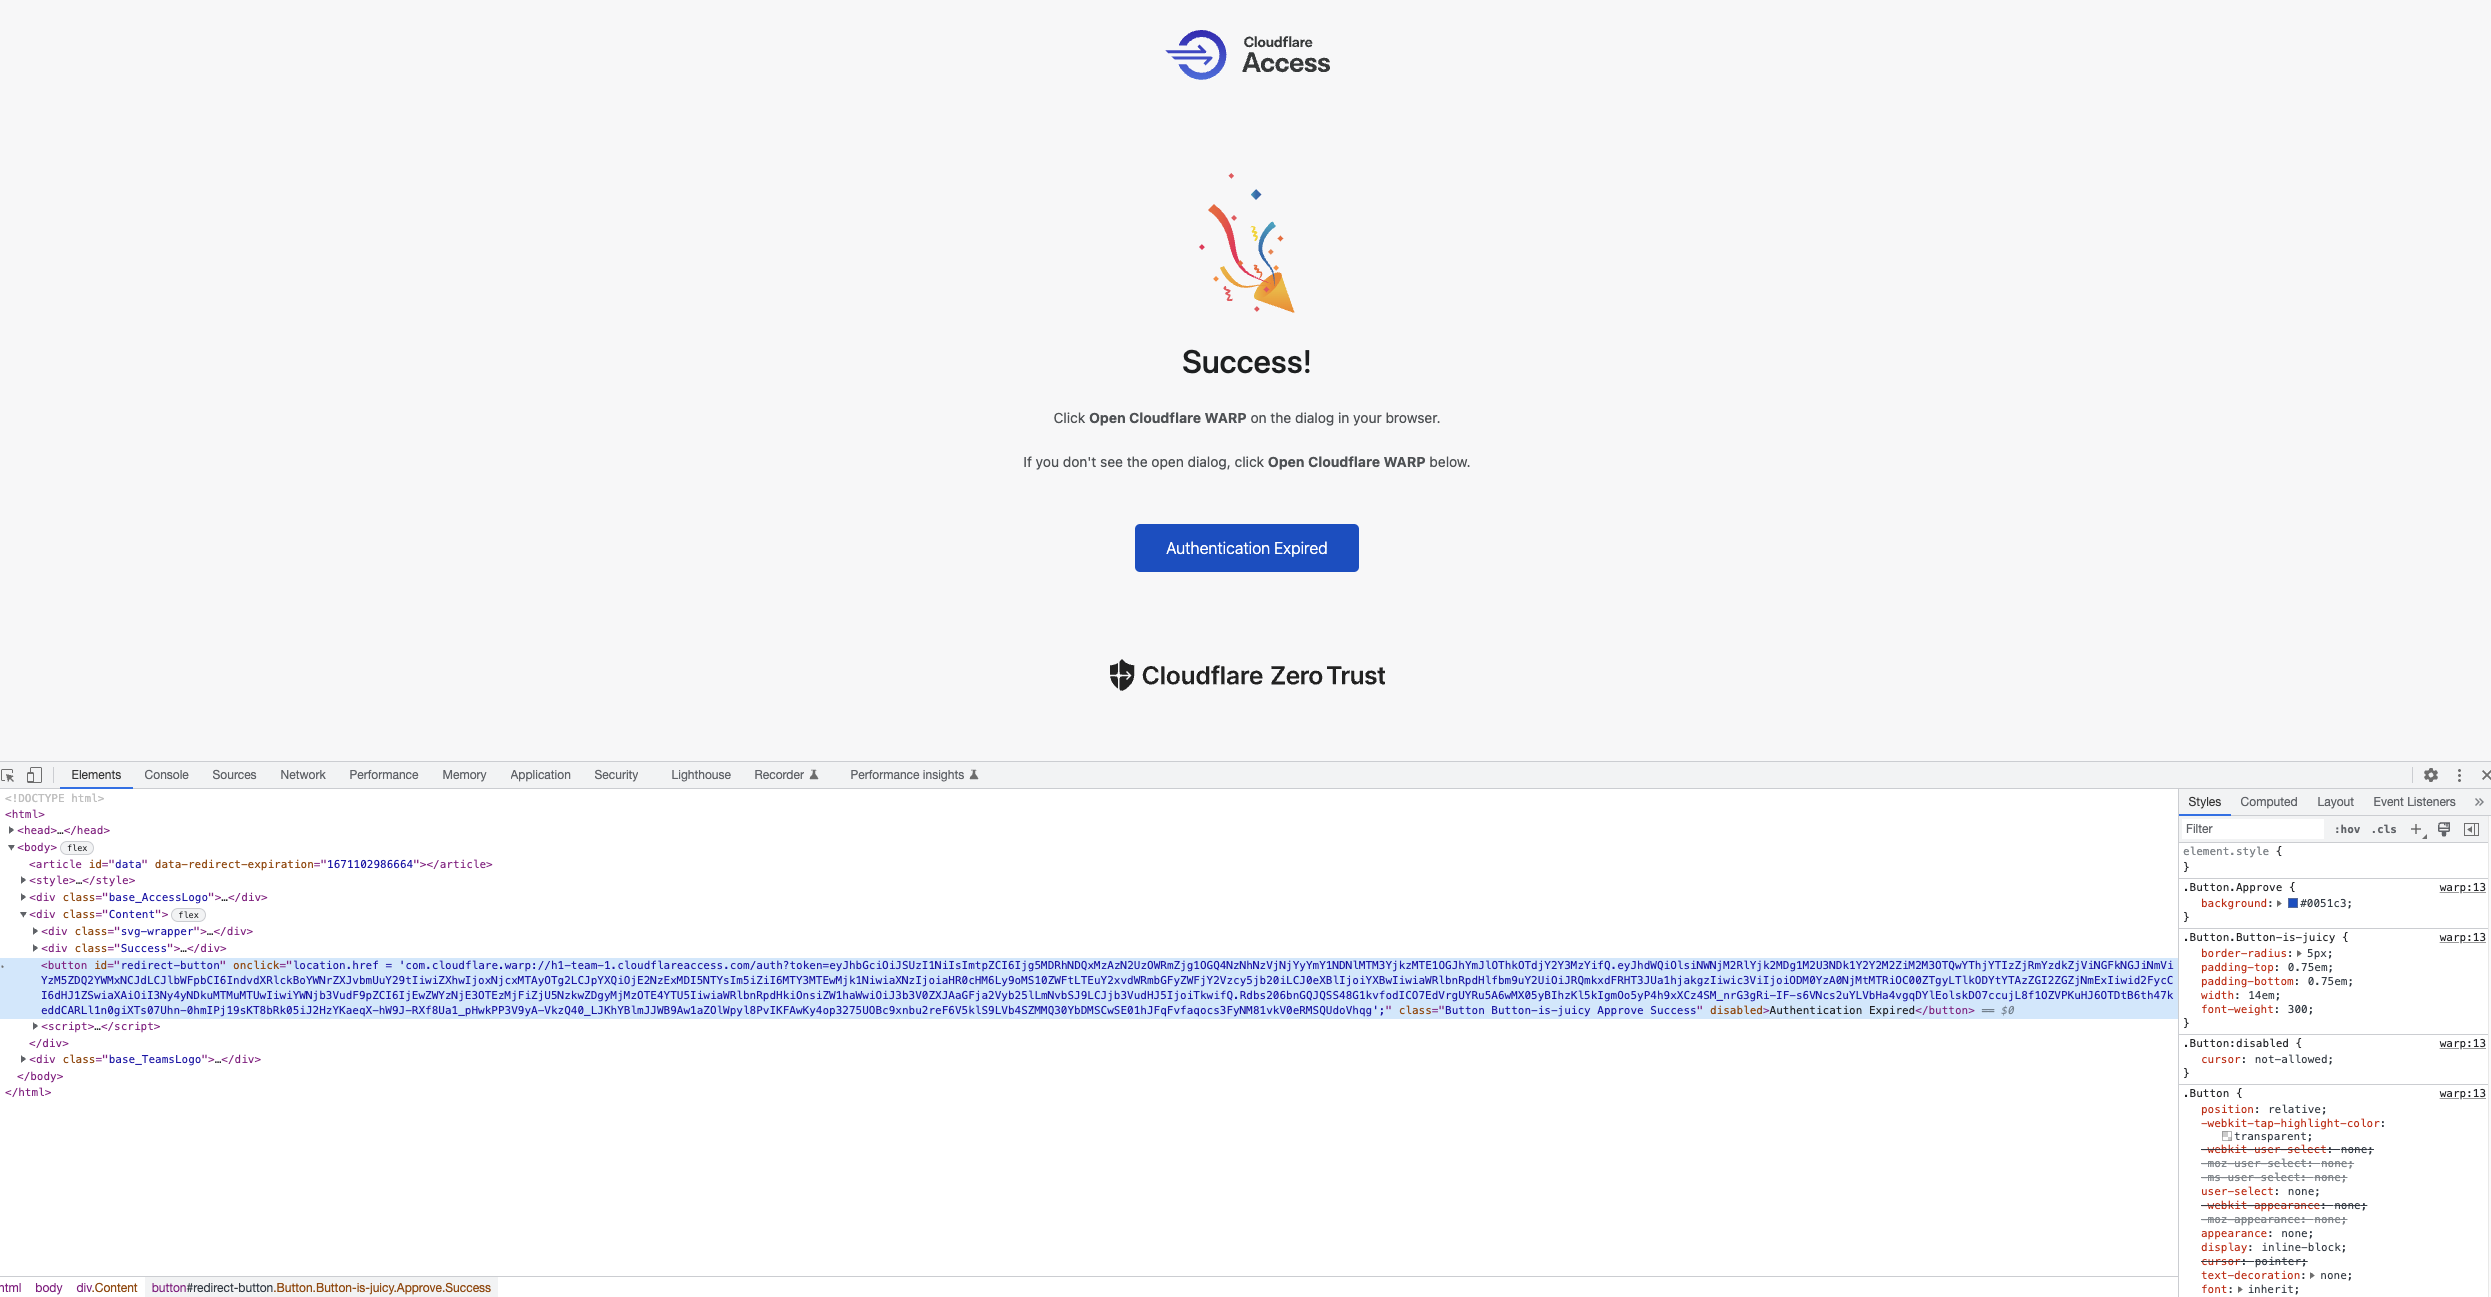 Cloudflare
Access
Success!
Click Open Cloudflare WARP on the dialog in your browser.
If you don't see the open dialog, click Open Cloudflare WARP below.
Authentication Expired
Cloudflare Zero Trust
Elements Console Sources Network Performance Memory Application Security Lighthouse Recorder Performance insights
<!DOCTYPE html>
<html>
<head>…</head>
<body> flex
<article id="data" data-redirect-expiration="1671102986664"></article>
<style>…</style>
<div class="base_AccessLogo">…</div>
<div class="Content"> flex
<div class="svg-wrapper">…</div>
<div class="Success">…</div>
<button id="redirect-button" onclick="location.href = 'com.cloudflare.warp://h1-team-1.cloudflareaccess.com/auth?token=
class="Button Button-is-juicy Approve Success" disabled>Authentication Expired</button> == $0
<script>…</script>
</div>
<div class="base_TeamsLogo">…</div>
</body>
</html>
html body div.Content button#redirect-button.Button.Button-is-juicy.Approve.Success
Styles Computed Layout Event Listeners »
Filter :hov .cls +
element.style {
}
.Button.Approve { warp:13
background: #0051c3;
}
.Button.Button-is-juicy { warp:13
border-radius: 5px;
padding-top: 0.75em;
padding-bottom: 0.75em;
width: 14em;
font-weight: 300;
}
.Button:disabled { warp:13
cursor: not-allowed;
}
.Button { warp:13
position: relative;
-webkit-tap-highlight-color:
transparent;
-webkit-user-select: none;
-moz-user-select: none;
-ms-user-select: none;
user-select: none;
-webkit-appearance: none;
-moz-appearance: none;
appearance: none;
display: inline-block;
cursor: pointer;
text-decoration: none;
font: inherit;